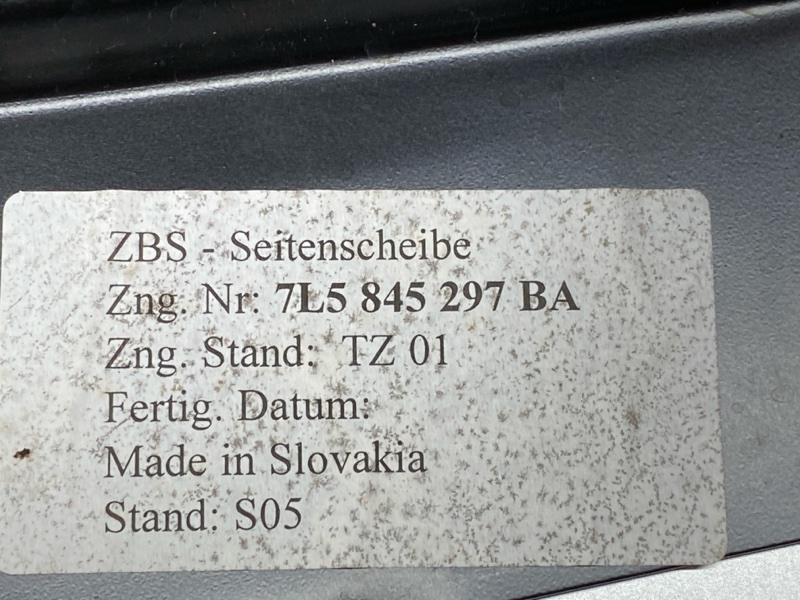 ZBS - Seitenscheibe
Zng. Nr: 7L5 845 297 BA
Zng. Stand: TZ 01
Fertig. Datum:
Made in Slovakia
Stand: S05